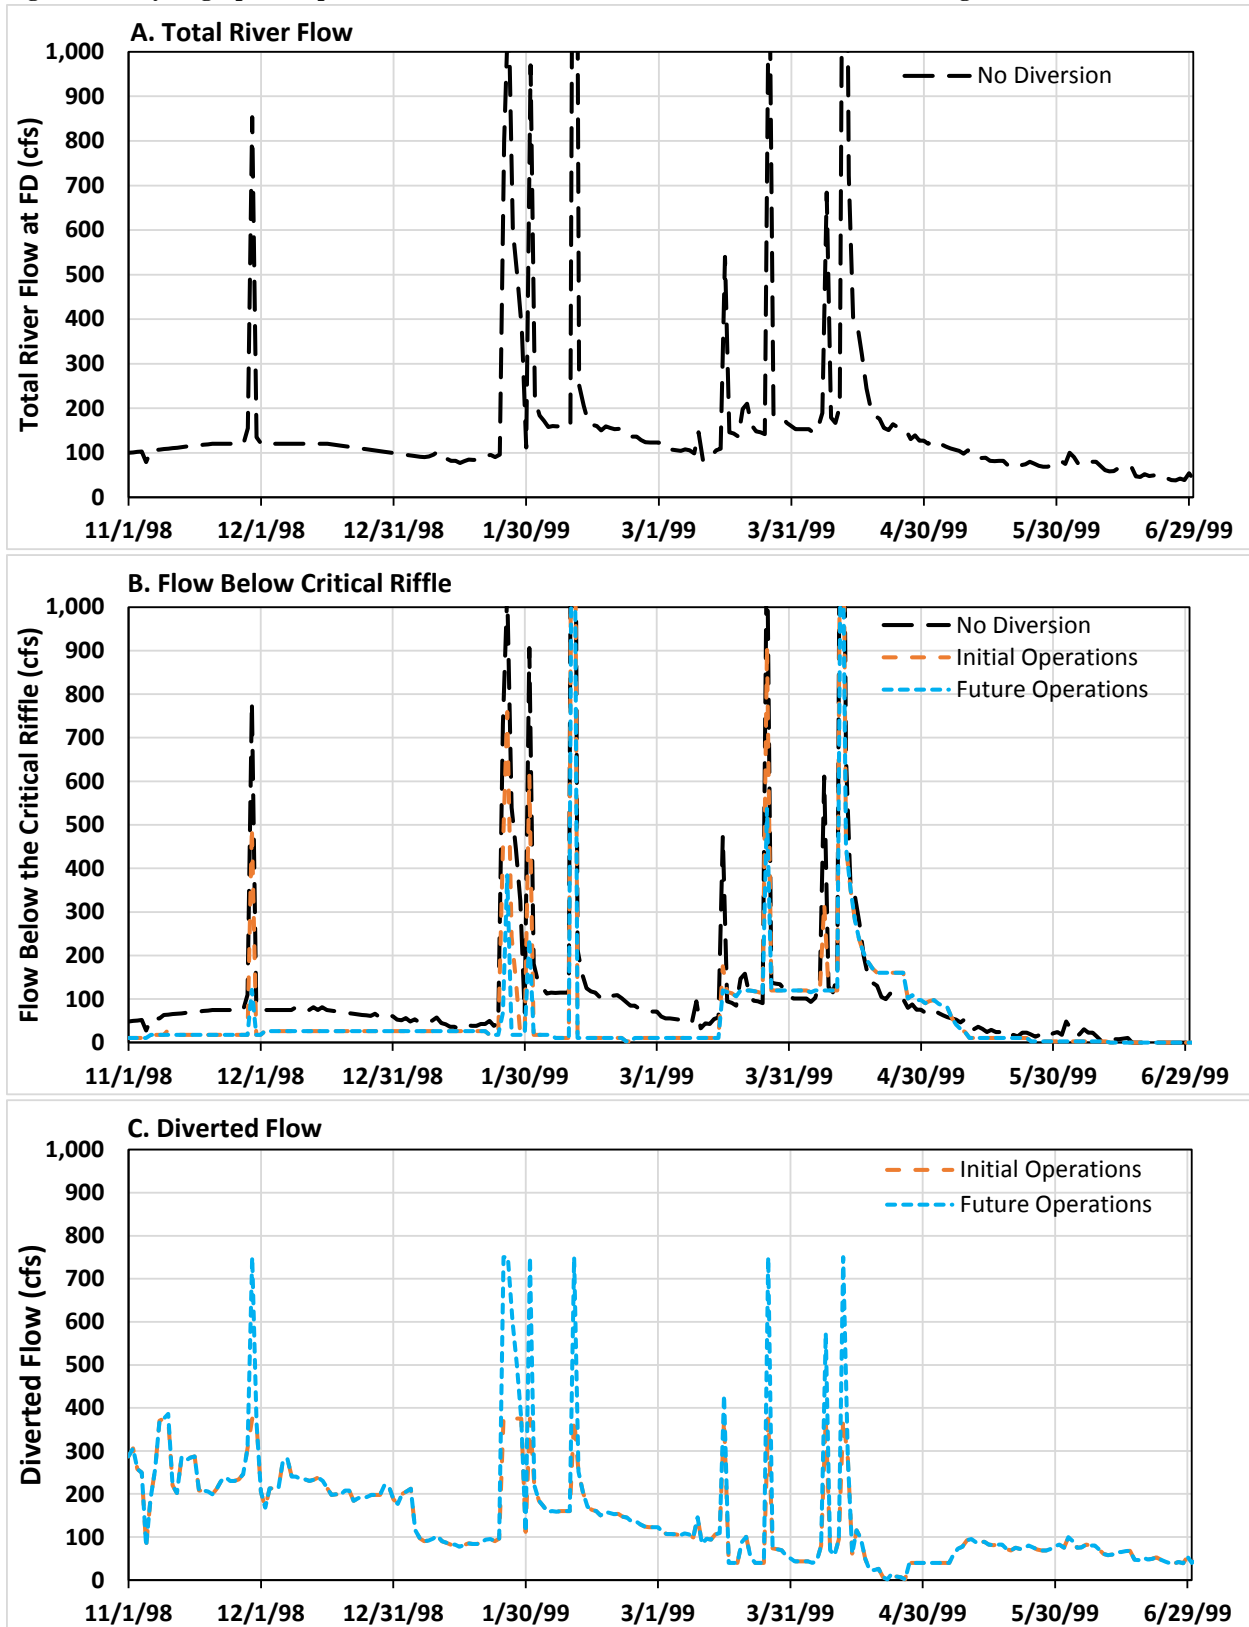 A. Total River Flow
1,000
900
800
700
600
500
400
300
200
100
0
Total River Flow at FD (cfs)
No Diversion
11/1/98 12/1/98 12/31/98 1/30/99 3/1/99 3/31/99 4/30/99 5/30/99 6/29/99
B. Flow Below Critical Riffle
1,000
900
800
700
600
500
400
300
200
100
0
Flow Below the Critical Riffle (cfs)
No Diversion
Initial Operations
Future Operations
11/1/98 12/1/98 12/31/98 1/30/99 3/1/99 3/31/99 4/30/99 5/30/99 6/29/99
C. Diverted Flow
1,000
900
800
700
600
500
400
300
200
100
0
Diverted Flow (cfs)
Initial Operations
Future Operations
11/1/98 12/1/98 12/31/98 1/30/99 3/1/99 3/31/99 4/30/99 5/30/99 6/29/99